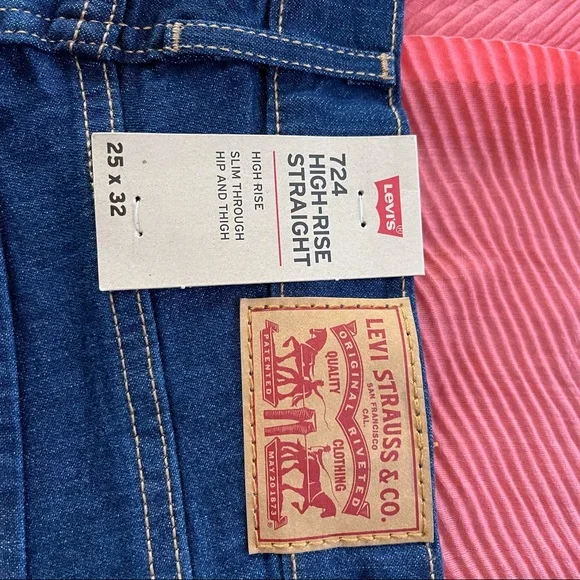 LEVI'S®
724
HIGH-RISE
STRAIGHT
HIGH RISE
SLIM THROUGH
HIP AND THIGH
25 x 32
LEVI STRAUSS & CO.
SAN FRANCISCO
CAL.
ORIGINAL RIVETED
QUALITY CLOTHING
PATENTED
MAY 20 1873